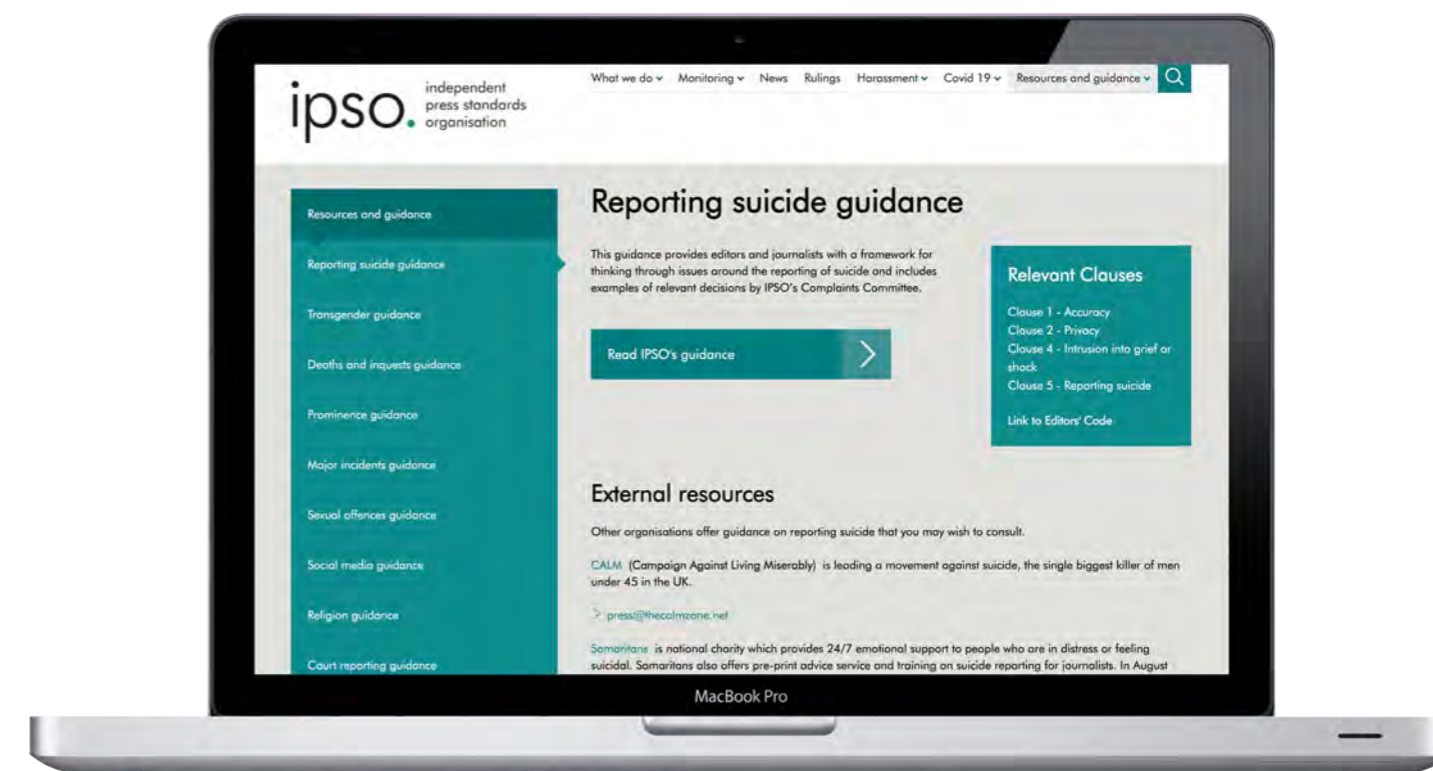 ipso.
independent
press standards
organisation
What we do Monitoring News Rulings Harassment Covid 19 Resources and guidance
Resources and guidance
Reporting suicide guidance
Transgender guidance
Deaths and inquests guidance
Prominence guidance
Major incidents guidance
Sexual offences guidance
Social media guidance
Religion guidance
Court reporting guidance
Reporting suicide guidance
This guidance provides editors and journalists with a framework for
thinking through issues around the reporting of suicide and includes
examples of relevant decisions by IPSO's Complaints Committee.
Read IPSO's guidance
Relevant Clauses
Clause 1 - Accuracy
Clause 2 - Privacy
Clause 4 - Intrusion into grief or
shock
Clause 5 - Reporting suicide
Link to Editors' Code
External resources
Other organisations offer guidance on reporting suicide that you may wish to consult.
CALM (Campaign Against Living Miserably) is leading a movement against suicide, the single biggest killer of men
under 45 in the UK.
> press@thecalmzone.net
Samaritans is national charity which provides 24/7 emotional support to people who are in distress or feeling
suicidal. Samaritans also offers pre-print advice service and training on suicide reporting for journalists. In August
MacBook Pro